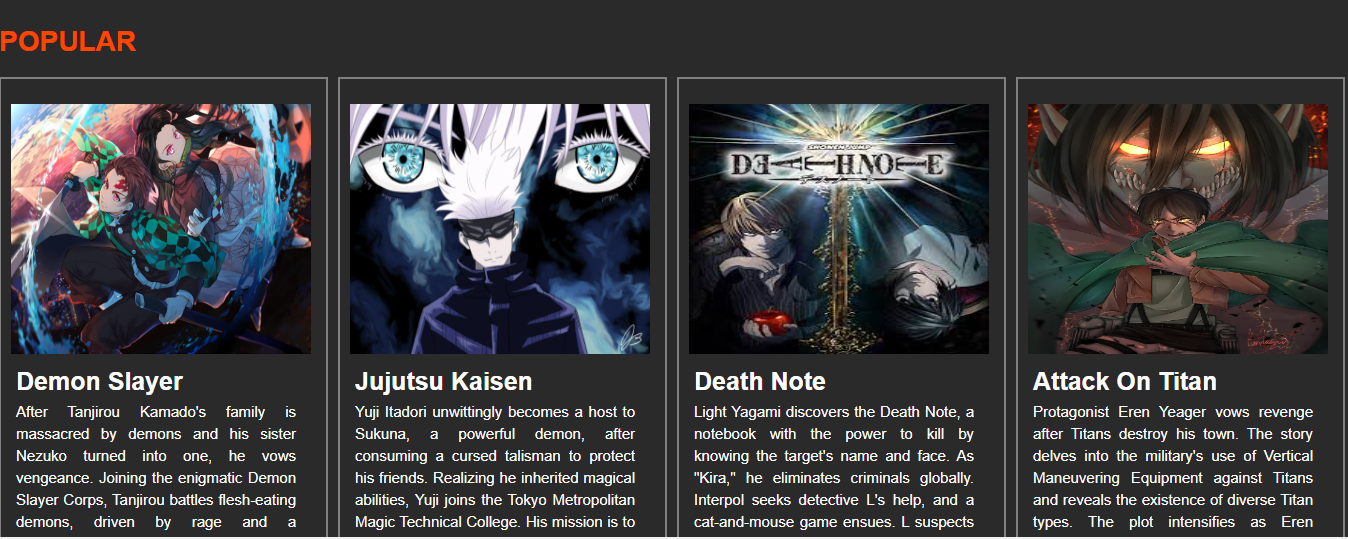 POPULAR
SHONEN JUMP
DEATHNOTE
Demon Slayer
After Tanjirou Kamado's family is
massacred by demons and his sister
Nezuko turned into one, he vows
vengeance. Joining the enigmatic Demon
Slayer Corps, Tanjirou battles flesh-eating
demons, driven by rage and a
Jujutsu Kaisen
Yuji Itadori unwittingly becomes a host to
Sukuna, a powerful demon, after
consuming a cursed talisman to protect
his friends. Realizing he inherited magical
abilities, Yuji joins the Tokyo Metropolitan
Magic Technical College. His mission is to
Death Note
Light Yagami discovers the Death Note, a
notebook with the power to kill by
knowing the target's name and face. As
"Kira," he eliminates criminals globally.
Interpol seeks detective L's help, and a
cat-and-mouse game ensues. L suspects
Attack On Titan
Protagonist Eren Yeager vows revenge
after Titans destroy his town. The story
delves into the military's use of Vertical
Maneuvering Equipment against Titans
and reveals the existence of diverse Titan
types. The plot intensifies as Eren